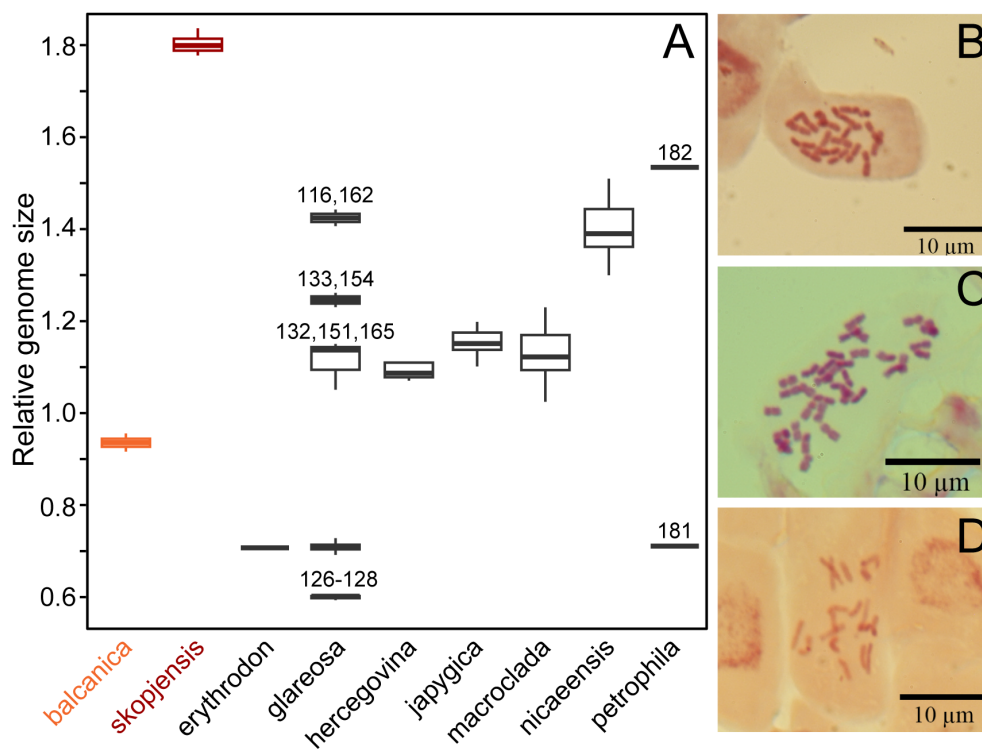 A
Relative genome size
1.8
1.6
1.4
1.2
1.0
0.8
0.6
182
116,162
133,154
132,151,165
126-128
181
balcanica
skopjensis
erythrodon
glareosa
hercegovina
japygica
macroclada
nicaeensis
petrophila
B
10 µm
C
10 µm
D
10 µm